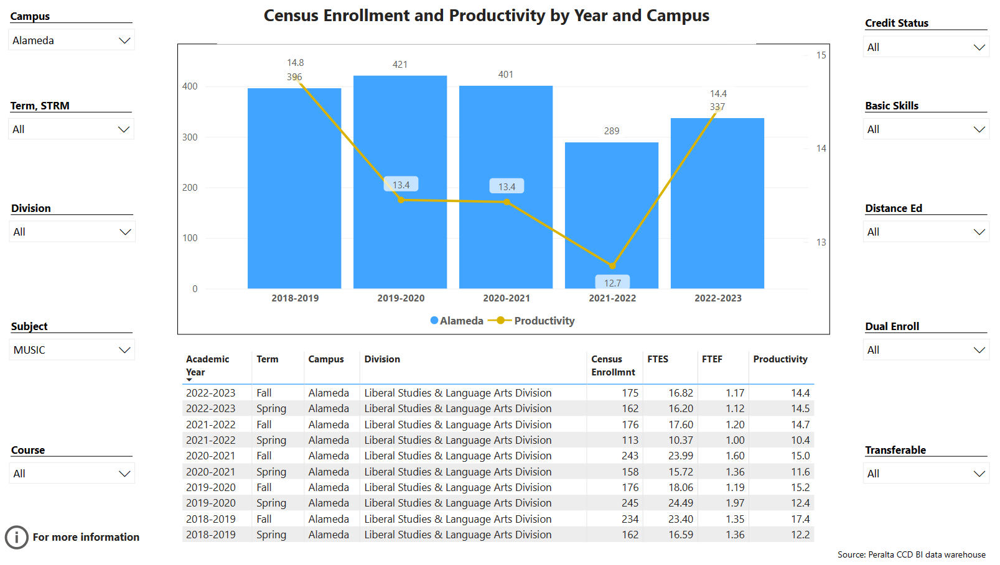 Census Enrollment and Productivity by Year and Campus
Campus
Alameda
Term, STRM
All
Division
All
Subject
MUSIC
Course
All
For more information
14.8
396
421
401
289
14.4
337
13.4
13.4
12.7
400
300
200
100
0
15
14
13
2018-2019 2019-2020 2020-2021 2021-2022 2022-2023
Alameda Productivity
Academic Year Term Campus Division Census Enrollmnt FTES FTEF Productivity
2022-2023 Fall Alameda Liberal Studies & Language Arts Division 175 16.82 1.17 14.4
2022-2023 Spring Alameda Liberal Studies & Language Arts Division 162 16.20 1.12 14.5
2021-2022 Fall Alameda Liberal Studies & Language Arts Division 176 17.60 1.20 14.7
2021-2022 Spring Alameda Liberal Studies & Language Arts Division 113 10.37 1.00 10.4
2020-2021 Fall Alameda Liberal Studies & Language Arts Division 243 23.99 1.60 15.0
2020-2021 Spring Alameda Liberal Studies & Language Arts Division 158 15.72 1.36 11.6
2019-2020 Fall Alameda Liberal Studies & Language Arts Division 176 18.06 1.19 15.2
2019-2020 Spring Alameda Liberal Studies & Language Arts Division 245 24.49 1.97 12.4
2018-2019 Fall Alameda Liberal Studies & Language Arts Division 234 23.40 1.35 17.4
2018-2019 Spring Alameda Liberal Studies & Language Arts Division 162 16.59 1.36 12.2
Credit Status
All
Basic Skills
All
Distance Ed
All
Dual Enroll
All
Transferable
All
Source: Peralta CCD BI data warehouse